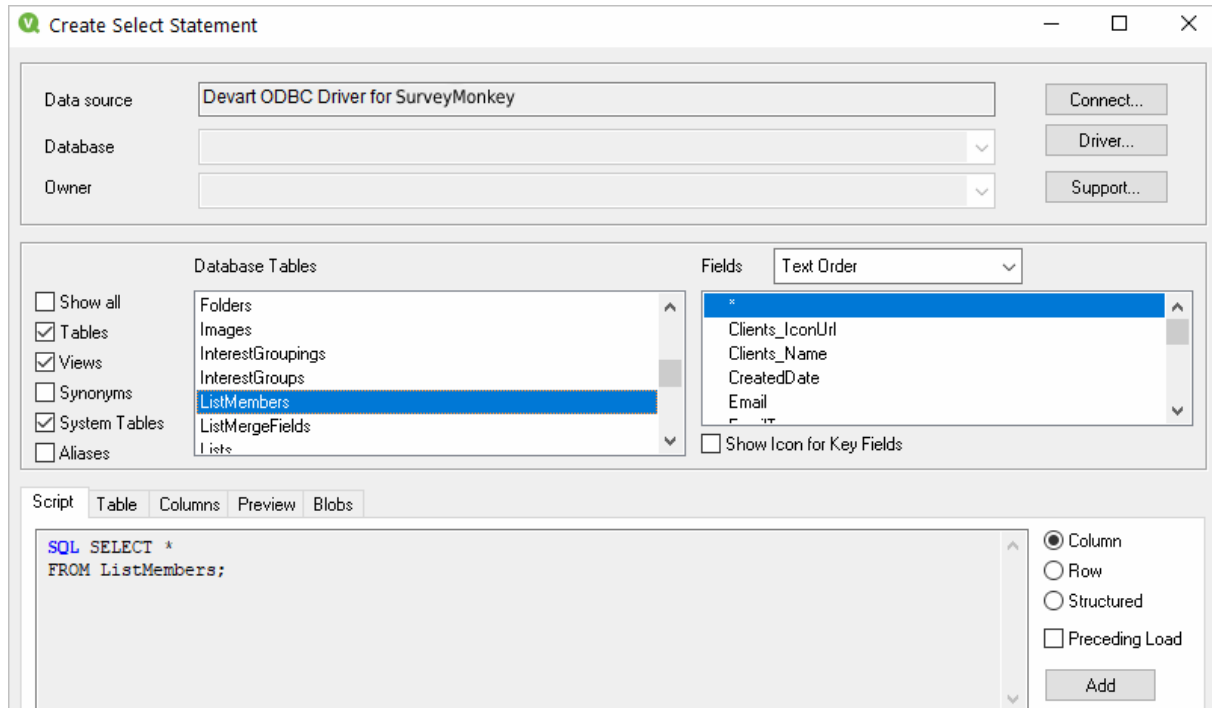 Create Select Statement
Data source
Devart ODBC Driver for SurveyMonkey
Connect...
Database
Driver...
Owner
Support...
Database Tables
Fields
Text Order
Show all
Tables
Views
Synonyms
System Tables
Aliases
Folders
Images
InterestGroupings
InterestGroups
ListMembers
ListMergeFields
Lists
*
Clients_IconUrl
Clients_Name
CreatedDate
Email
Show Icon for Key Fields
Script Table Columns Preview Blobs
SQL SELECT *
FROM ListMembers;
Column
Row
Structured
Preceding Load
Add